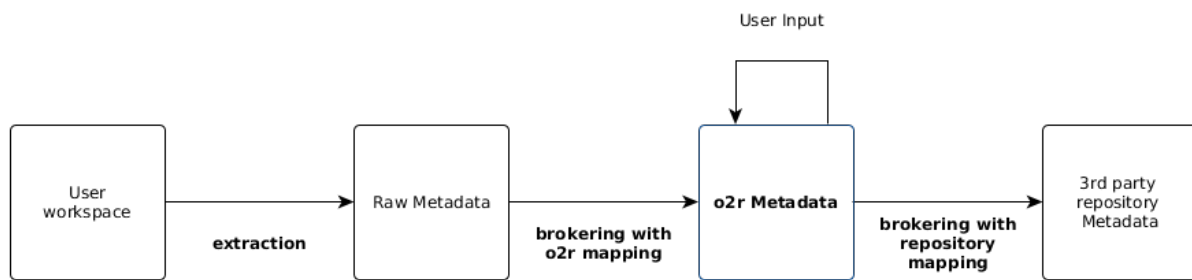 User Input
User
workspace
extraction
Raw Metadata
brokering with
o2r mapping
o2r Metadata
brokering with
repository
mapping
3rd party
repository
Metadata